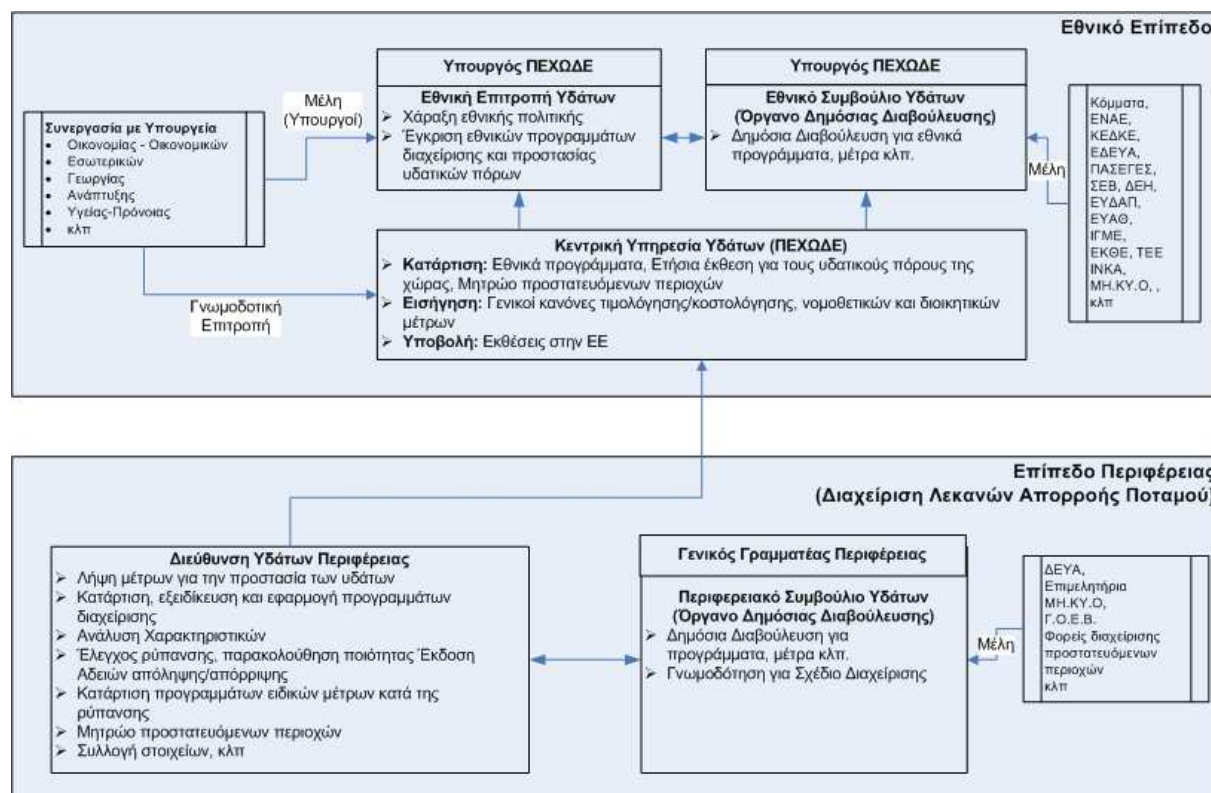 Εθνικό Επίπεδο
Υπουργός ΠΕΧΩΔΕ
Εθνική Επιτροπή Υδάτων
➢ Χάραξη εθνικής πολιτικής
➢ Έγκριση εθνικών προγραμμάτων
διαχείρισης και προστασίας
υδατικών πόρων
Υπουργός ΠΕΧΩΔΕ
Εθνικό Συμβούλιο Υδάτων
(Όργανο Δημόσιας Διαβούλευσης)
➢ Δημόσια Διαβούλευση για εθνικά
προγράμματα, μέτρα κλπ.
Μέλη
(Υπουργοί)
Συνεργασία με Υπουργεία
• Οικονομίας - Οικονομικών
• Εσωτερικών
• Γεωργίας
• Ανάπτυξης
• Υγείας-Πρόνοιας
• κλπ
Μέλη
Κόμματα,
ΕΝΑΕ,
ΚΕΔΚΕ,
ΕΔΕΥΑ,
ΠΑΣΕΓΕΣ,
ΣΕΒ, ΔΕΗ,
ΕΥΔΑΠ,
ΕΥΑΘ,
ΙΓΜΕ,
ΕΚΘΕ, ΤΕΕ
ΙΝΚΑ,
ΜΗ.ΚΥ.Ο, ,
κλπ
Γνωμοδοτική
Επιτροπή
Κεντρική Υπηρεσία Υδάτων (ΠΕΧΩΔΕ)
➢ Κατάρτιση: Εθνικά προγράμματα, Ετήσια έκθεση για τους υδατικούς πόρους της
χώρας, Μητρώο προστατευόμενων περιοχών
➢ Εισήγηση: Γενικοί κανόνες τιμολόγησης/κοστολόγησης, νομοθετικών και διοικητικών
μέτρων
➢ Υποβολή: Εκθέσεις στην ΕΕ
Επίπεδο Περιφέρειας
(Διαχείριση Λεκανών Απορροής Ποταμού)
Διεύθυνση Υδάτων Περιφέρειας
➢ Λήψη μέτρων για την προστασία των υδάτων
➢ Κατάρτιση, εξειδίκευση και εφαρμογή προγραμμάτων
διαχείρισης
➢ Ανάλυση Χαρακτηριστικών
➢ Έλεγχος ρύπανσης, παρακολούθηση ποιότητας Έκδοση
Αδειών απόληψης/απόρριψης
➢ Κατάρτιση προγραμμάτων ειδικών μέτρων κατά της
ρύπανσης
➢ Μητρώο προστατευόμενων περιοχών
➢ Συλλογή στοιχείων, κλπ
Γενικός Γραμματέας Περιφέρειας
Περιφερειακό Συμβούλιο Υδάτων
(Όργανο Δημόσιας Διαβούλευσης)
➢ Δημόσια Διαβούλευση για
προγράμματα, μέτρα κλπ.
➢ Γνωμοδότηση για Σχέδιο Διαχείρισης
Μέλη
ΔΕΥΑ,
Επιμελητήρια
ΜΗ.ΚΥ.Ο,
Γ.Ο.Ε.Β.
Φορείς διαχείρισης
προστατευόμενων
περιοχών
κλπ